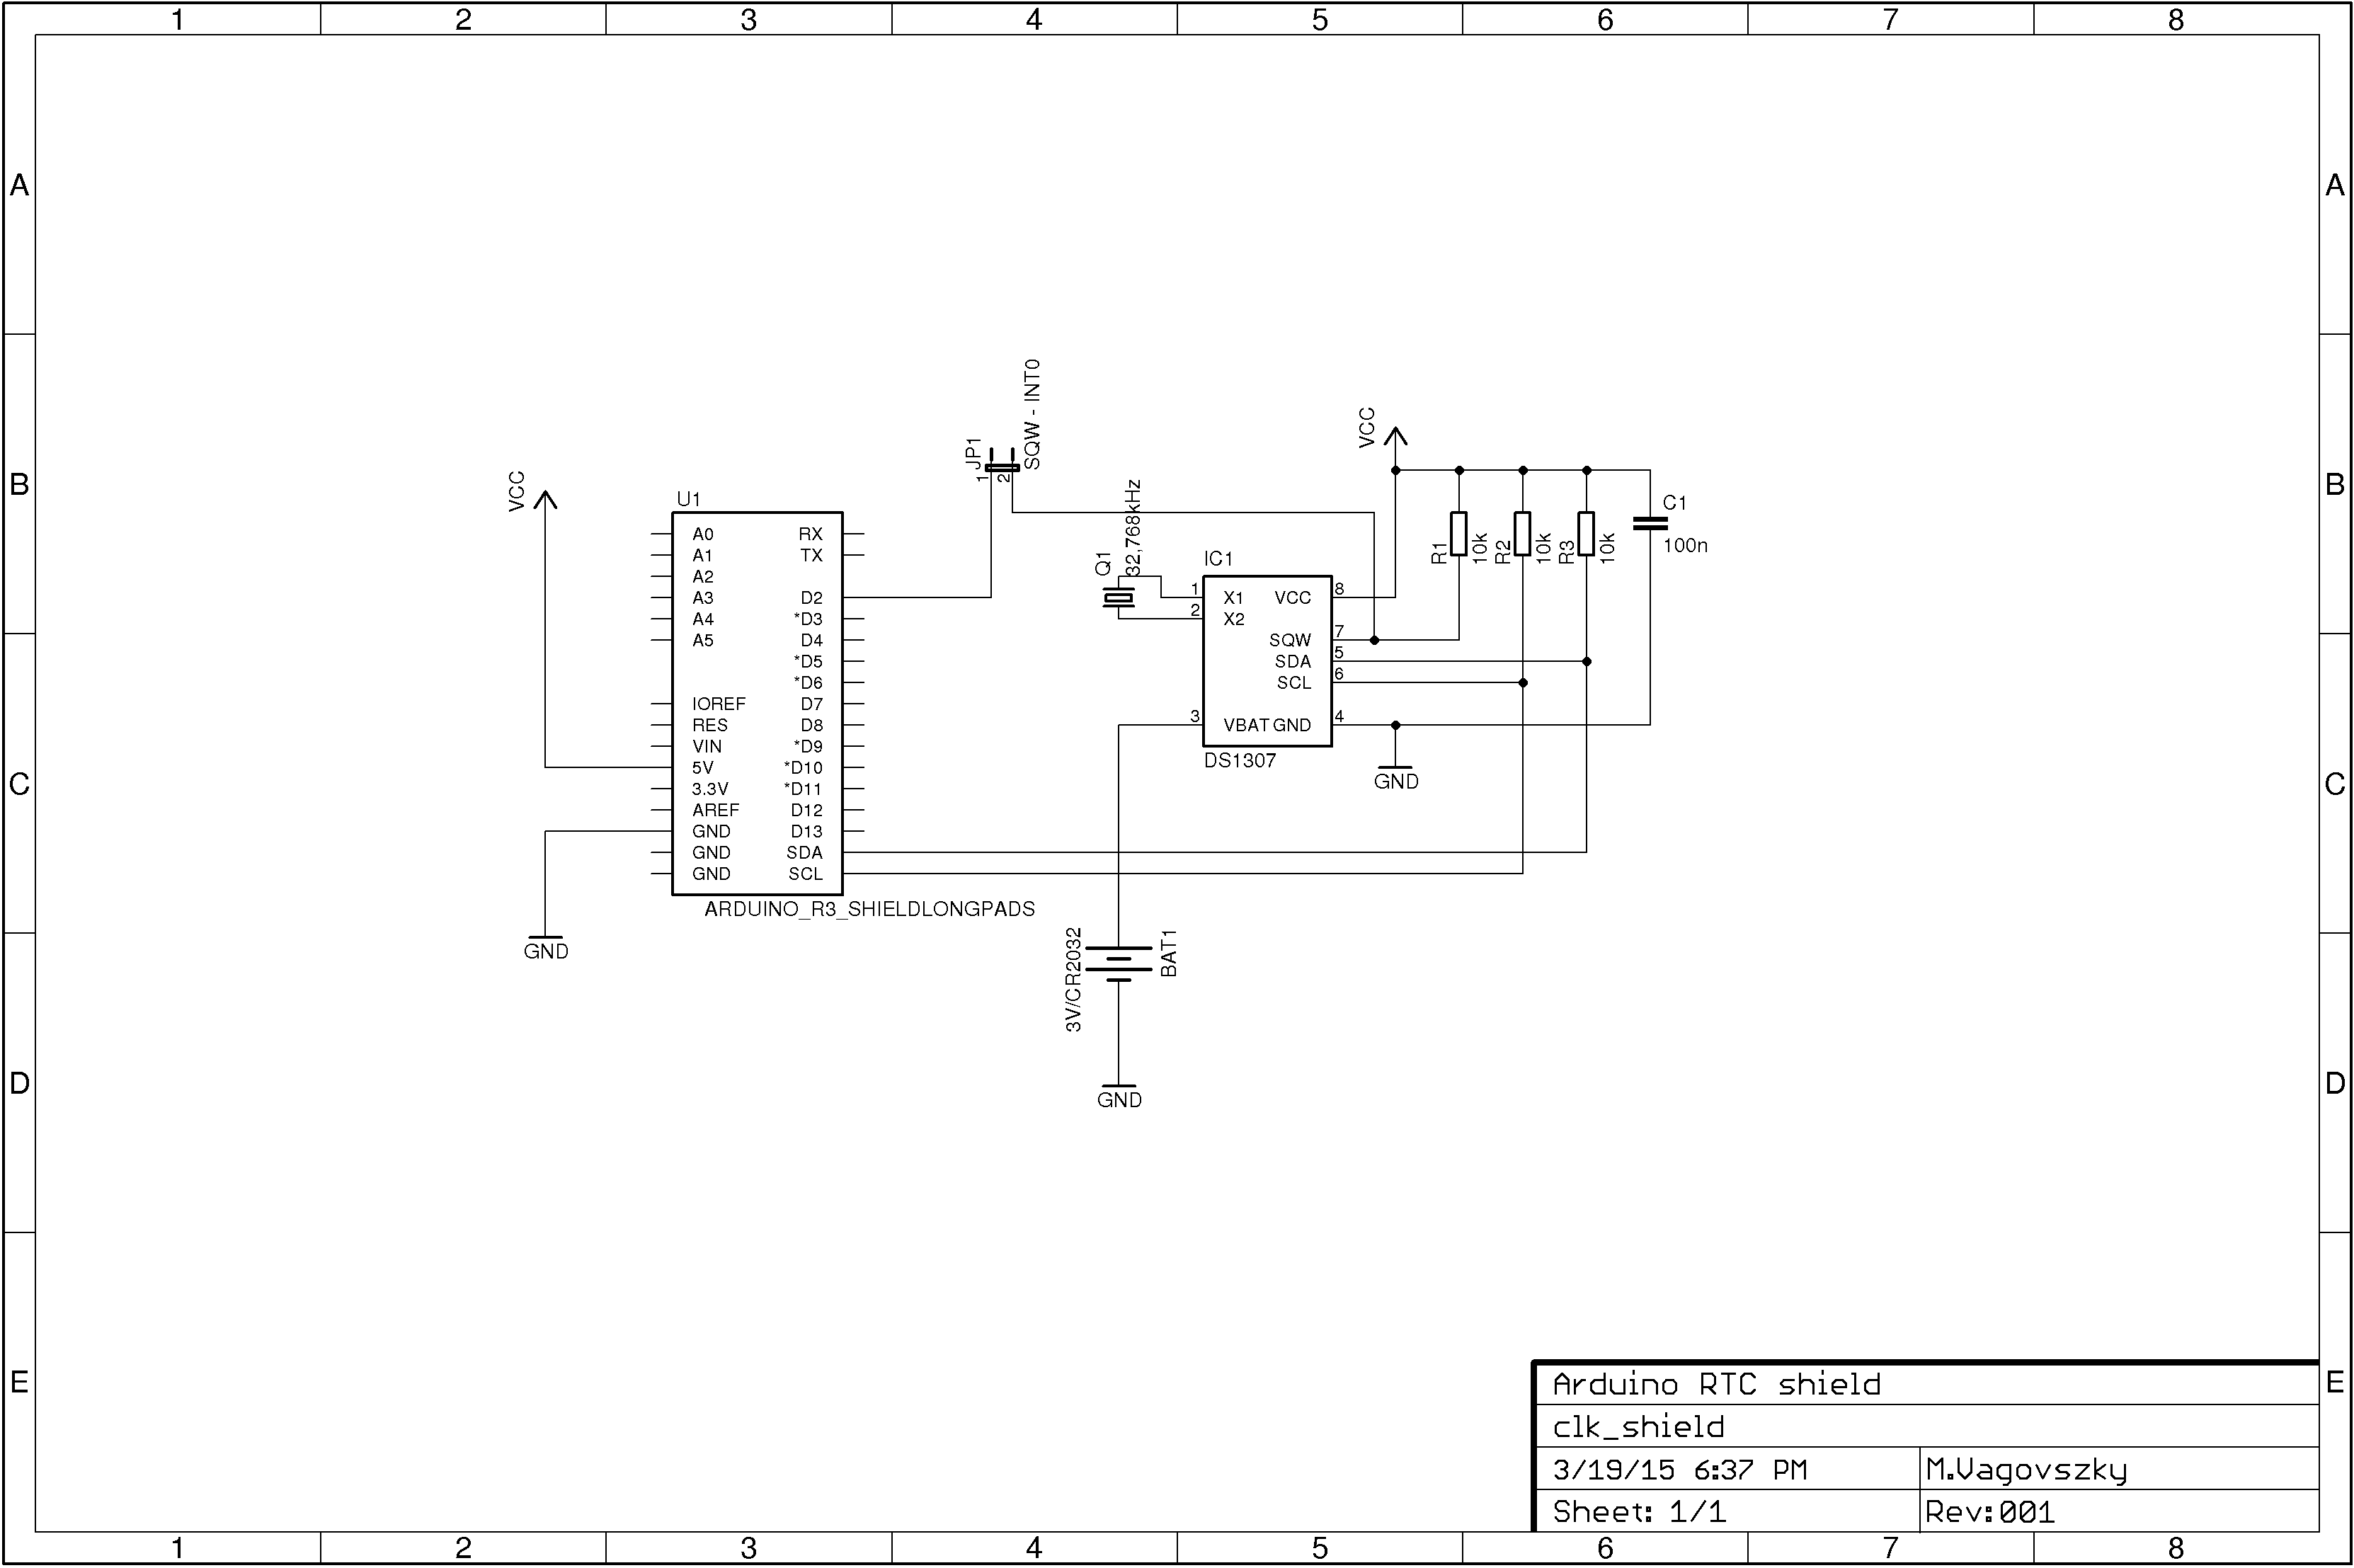 1 2 3 4 5 6 7 8
A A
B B
C C
D D
E E
SQW - INT0
JP1
1
2
VCC
VCC
U1
A0 RX
A1 TX
A2
A3 D2
A4 *D3
A5 D4
*D5
*D6
IOREF D7
RES D8
VIN *D9
5V *D10
3.3V *D11
AREF D12
GND D13
GND SDA
GND SCL
ARDUINO_R3_SHIELDLONGPADS
GND
Q1
32,768kHz
IC1
1 X1 VCC 8
2 X2
SQW 7
SDA 5
SCL 6
3 VBAT GND 4
DS1307
GND
R1
10k
R2
10k
R3
10k
C1
100n
3V/CR2032
BAT1
GND
Arduino RTC shield
clk_shield
3/19/15 6:37 PM M.Vagovszky
Sheet: 1/1 Rev:001
1 2 3 4 5 6 7 8